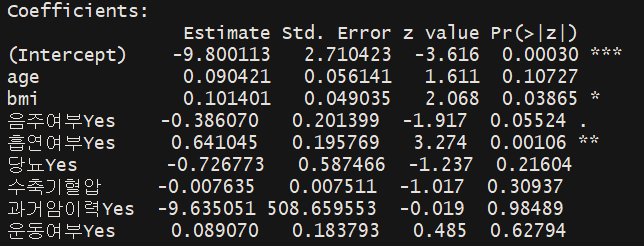 Coefficients:
Estimate Std. Error z value Pr(>|z|)
(Intercept) -9.800113 2.710423 -3.616 0.00030 ***
age 0.090421 0.056141 1.611 0.10727
bmi 0.101401 0.049035 2.068 0.03865 *
음주여부Yes -0.386070 0.201399 -1.917 0.05524 .
흡연여부Yes 0.641045 0.195769 3.274 0.00106 **
당뇨Yes -0.726773 0.587466 -1.237 0.21604
수축기혈압 -0.007635 0.007511 -1.017 0.30937
과거암이력Yes -9.635051 508.659553 -0.019 0.98489
운동여부Yes 0.089070 0.183793 0.485 0.62794